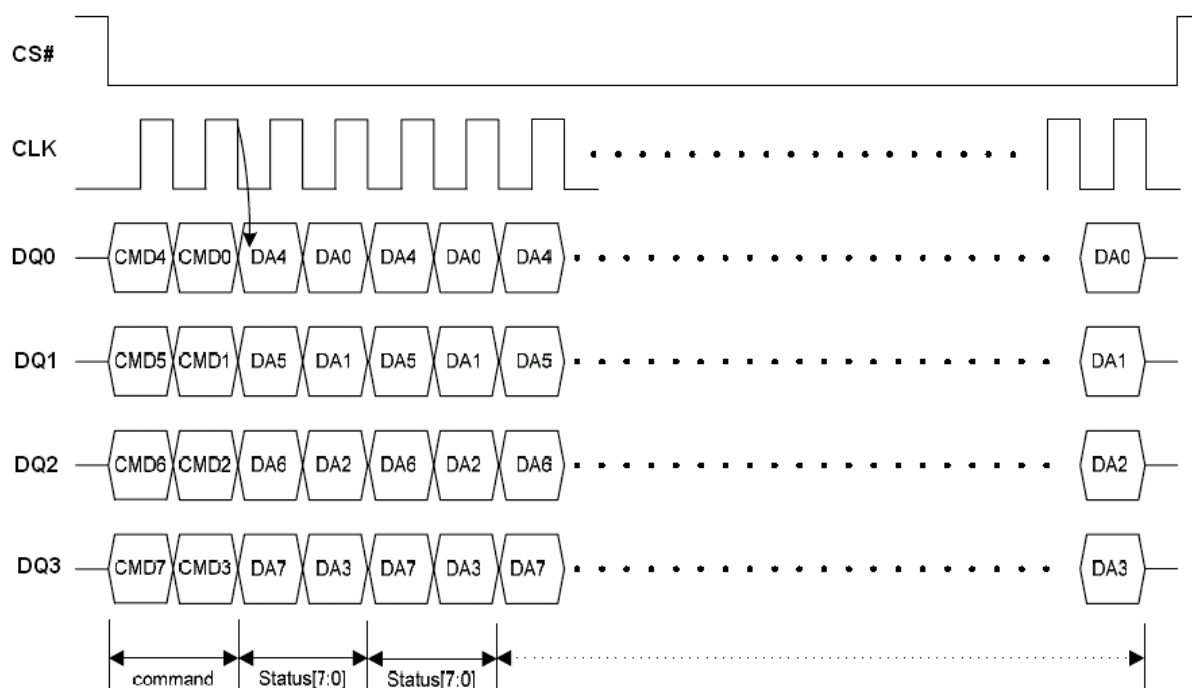 CS#
CLK
DQ0 CMD4 CMD0 DA4 DA0 DA4 DA0 DA4 DA0
DQ1 CMD5 CMD1 DA5 DA1 DA5 DA1 DA5 DA1
DQ2 CMD6 CMD2 DA6 DA2 DA6 DA2 DA6 DA2
DQ3 CMD7 CMD3 DA7 DA3 DA7 DA3 DA7 DA3
command Status[7:0] Status[7:0]